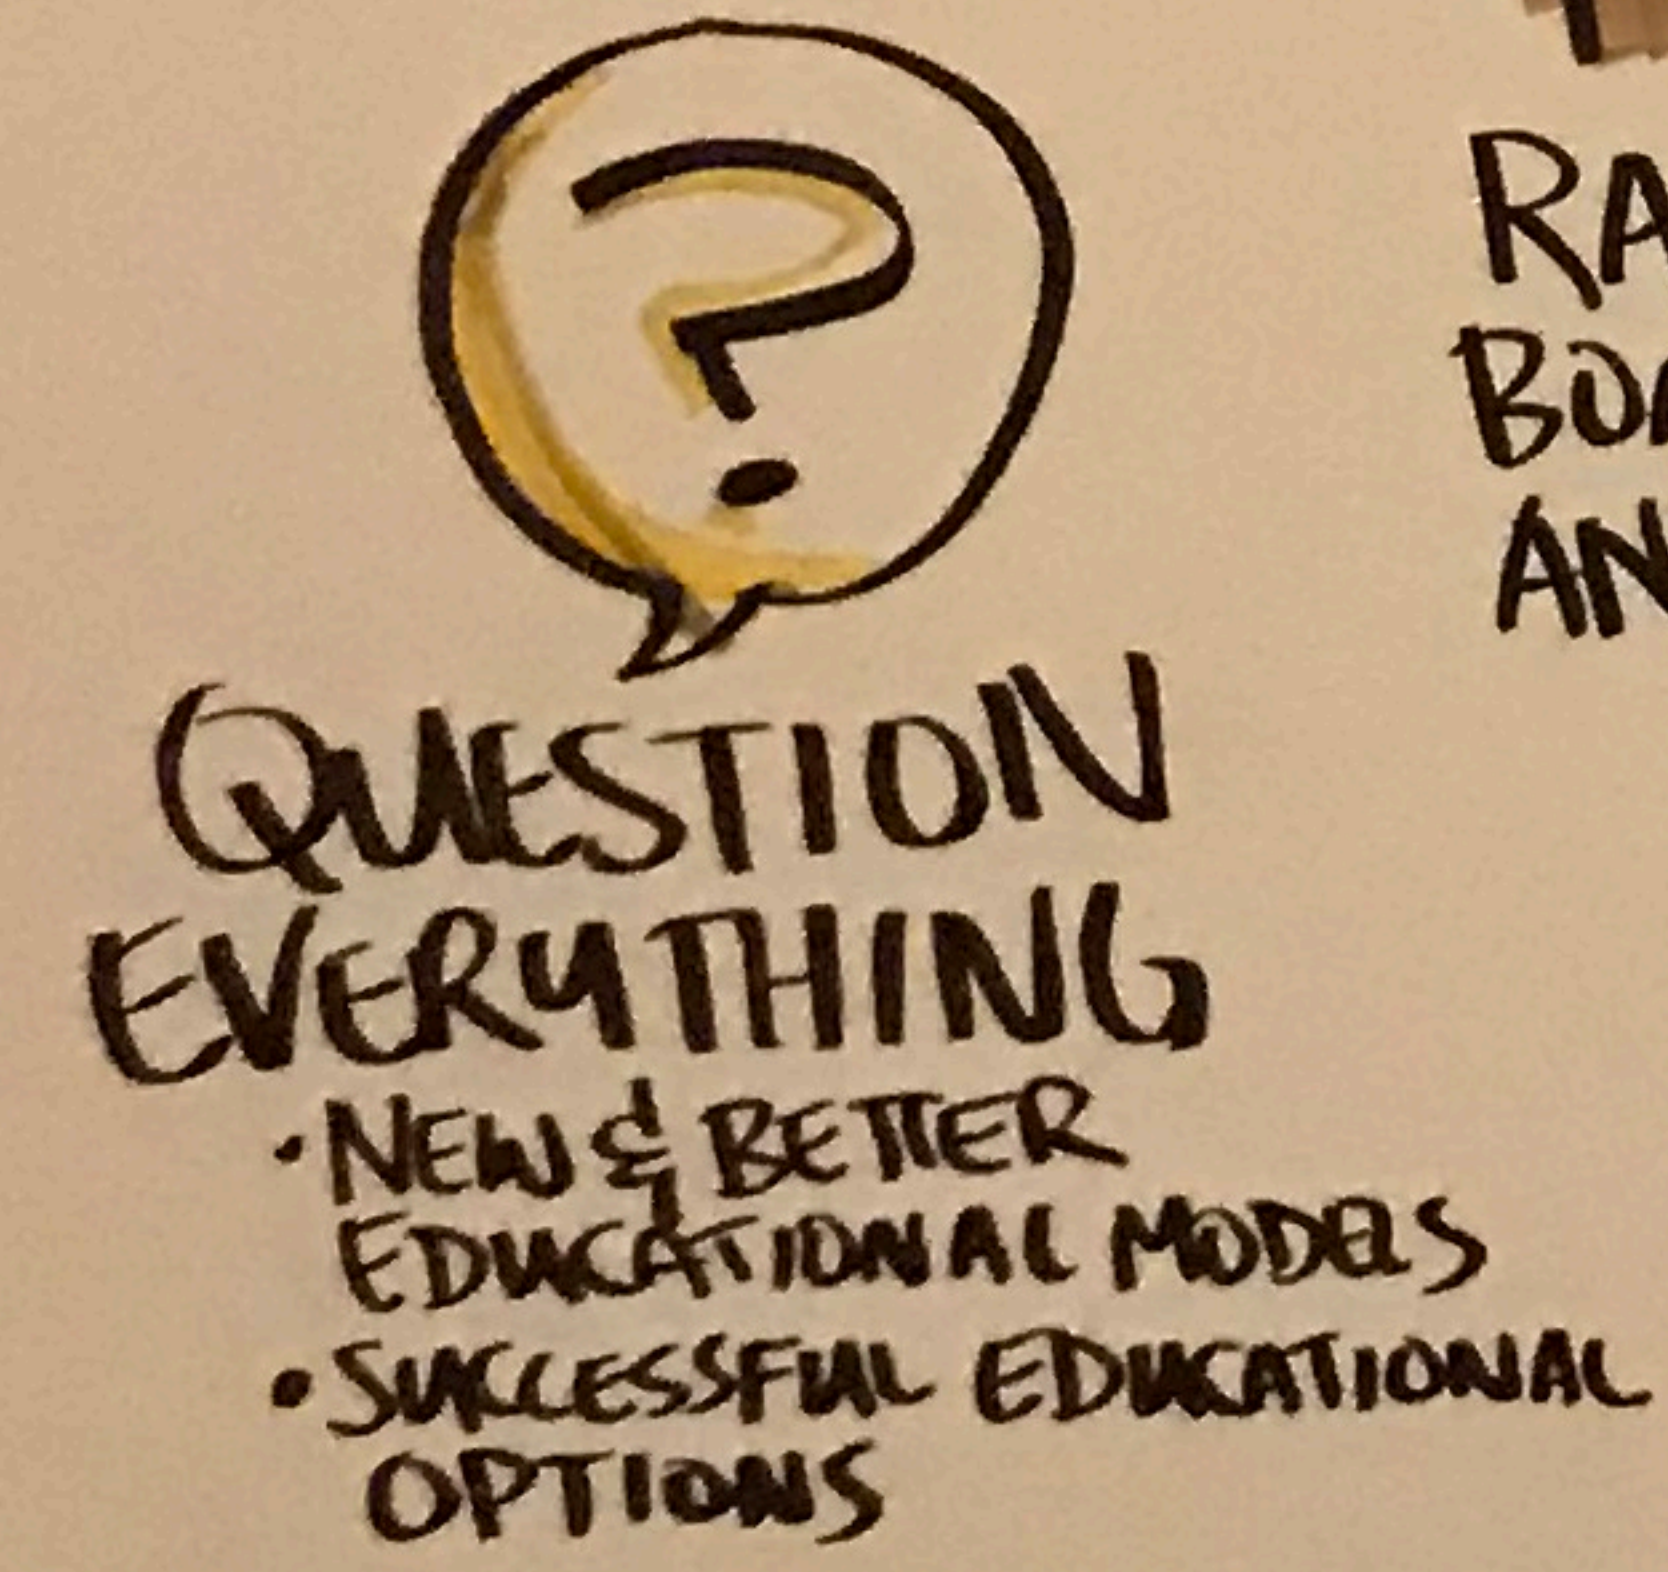 ?
QUESTION
EVERYTHING
• NEW & BETTER
EDUCATIONAL MODELS
• SUCCESSFUL EDUCATIONAL
OPTIONS